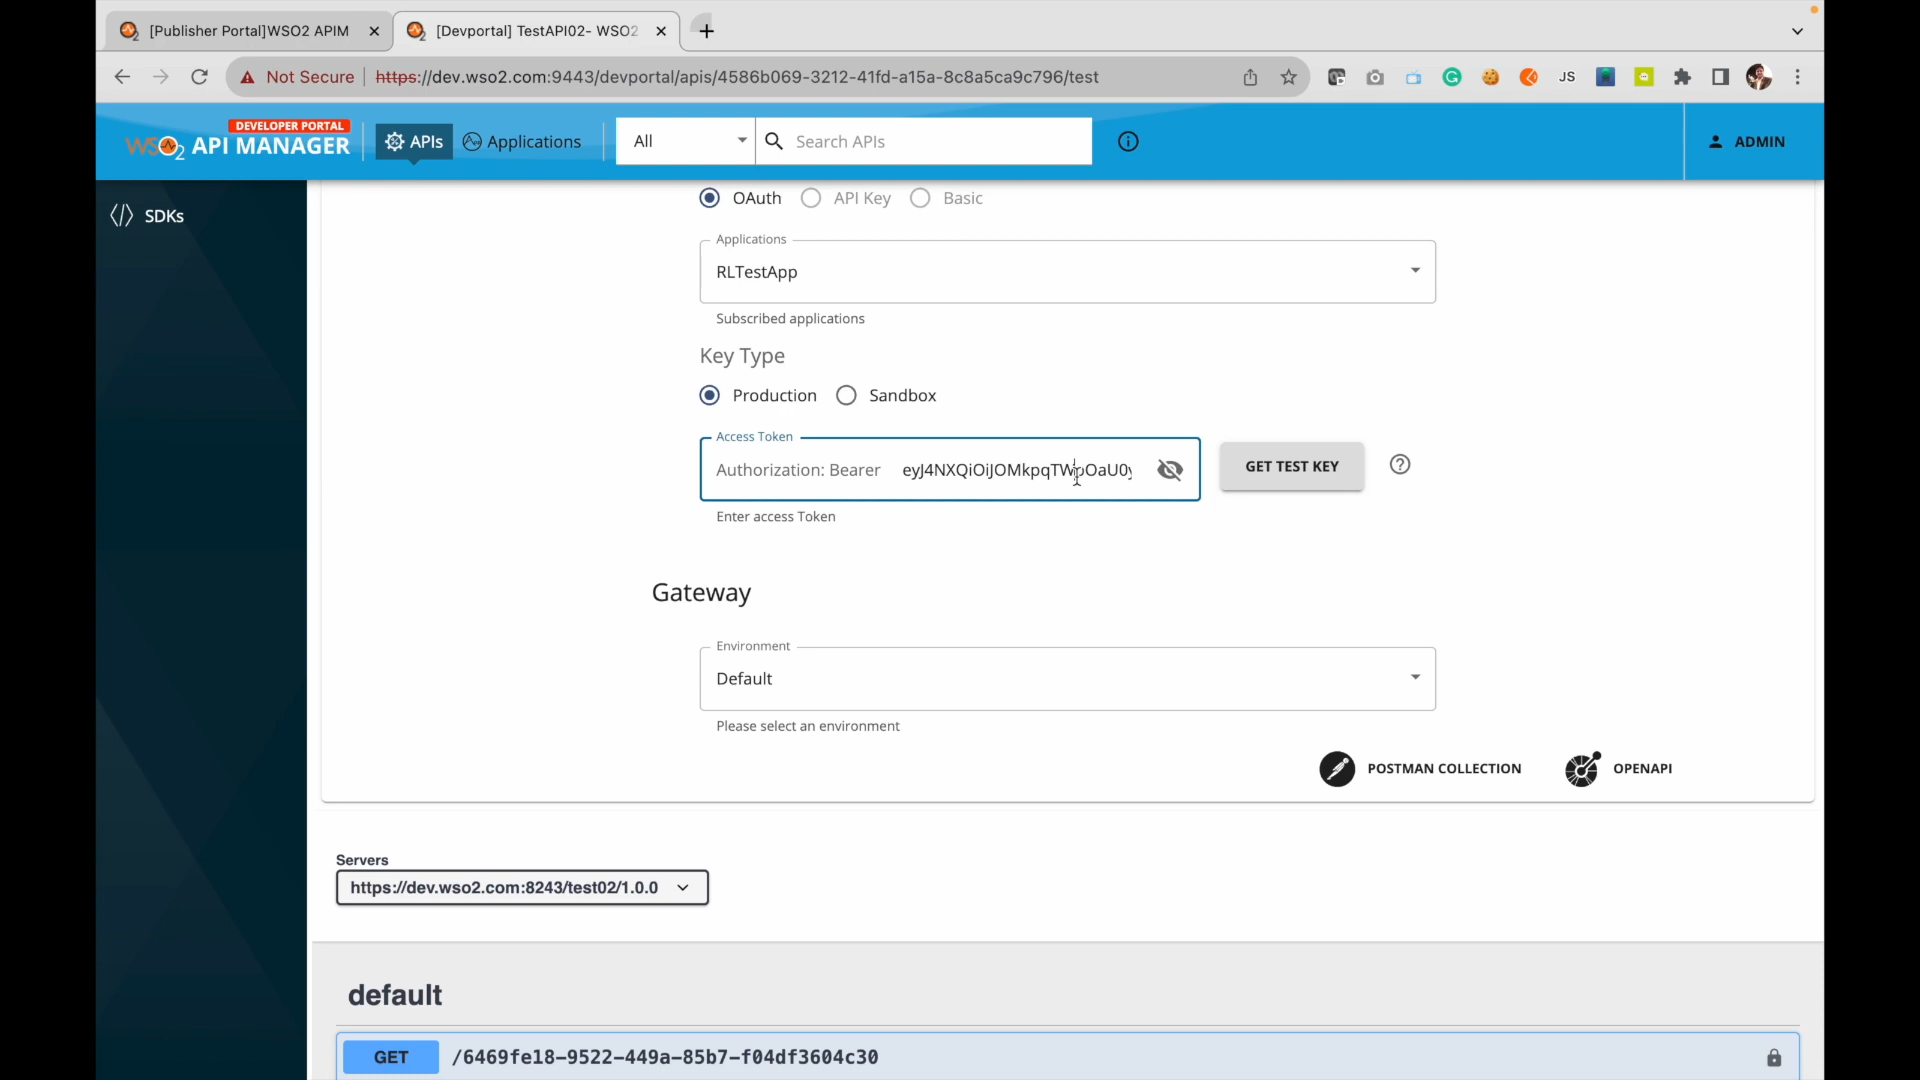 [Publisher Portal]WSO2 APIM
[Devportal] TestAPI02- WSO2
Not Secure
https://dev.wso2.com:9443/devportal/apis/4586b069-3212-41fd-a15a-8c8a5ca9c796/test
JS
DEVELOPER PORTAL
WSO2 API MANAGER
APIs
Applications
All
Search APIs
ADMIN
SDKs
OAuth
API Key
Basic
Applications
RLTestApp
Subscribed applications
Key Type
Production
Sandbox
Access Token
Authorization: Bearer
GET TEST KEY
Enter access Token
Gateway
Environment
Default
Please select an environment
POSTMAN COLLECTION
OPENAPI
Servers
https://dev.wso2.com:8243/test02/1.0.0
default
GET
/6469fe18-9522-449a-85b7-f04df3604c30